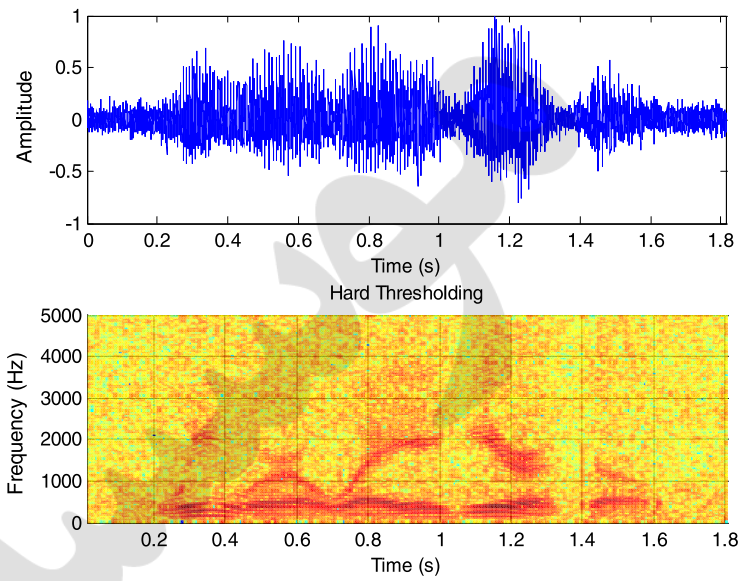 1
0.5
0
-0.5
-1
Amplitude
0 0.2 0.4 0.6 0.8 1 1.2 1.4 1.6 1.8
Time (s)
Hard Thresholding
5000
4000
3000
2000
1000
0
Frequency (Hz)
0.2 0.4 0.6 0.8 1 1.2 1.4 1.6 1.8
Time (s)